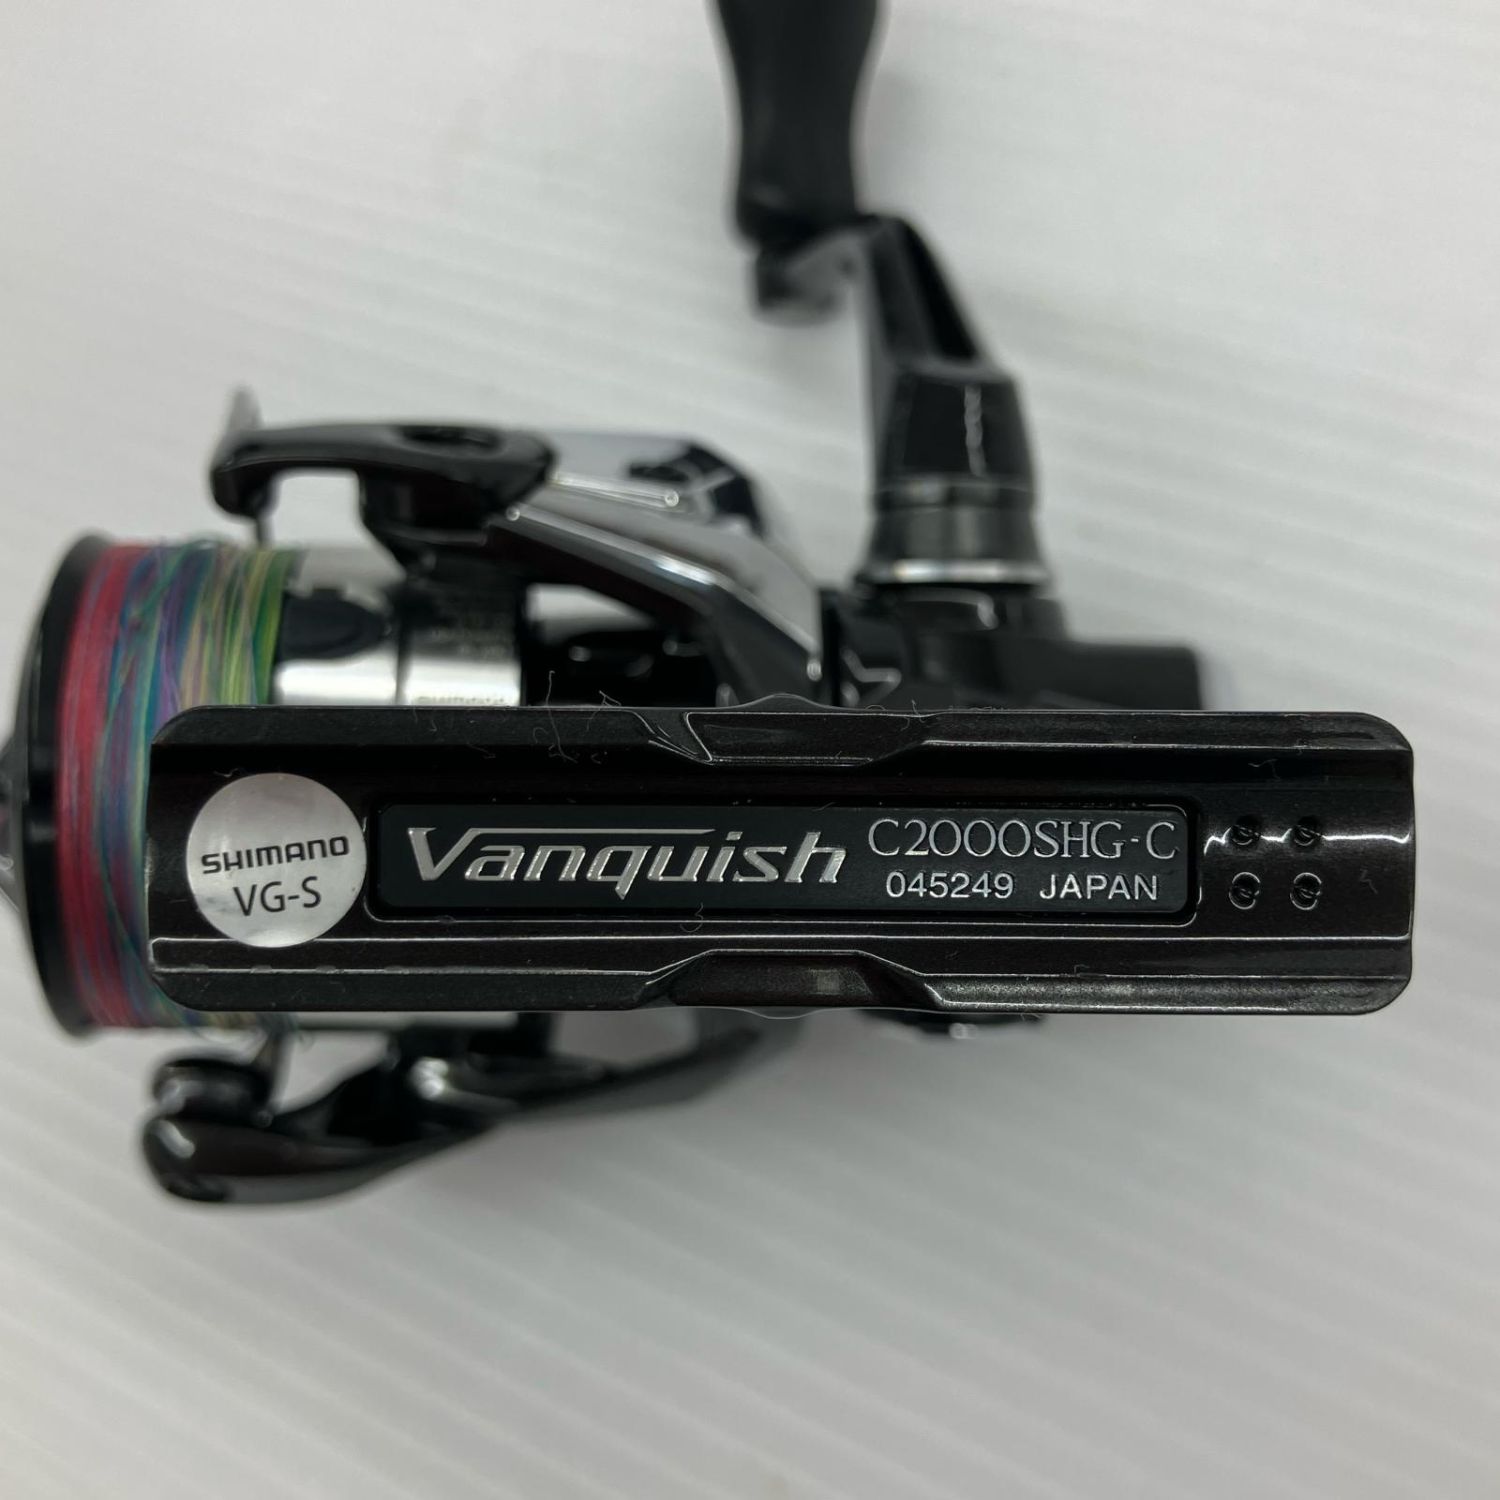 SHIMANO
VG-S
Vanquish
C2000SHG-C
045249 JAPAN